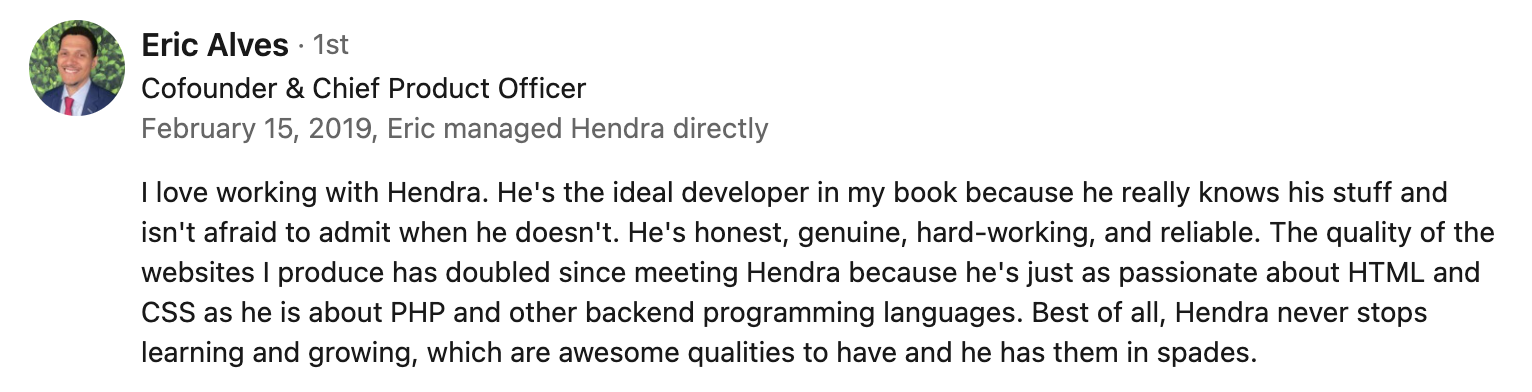 Eric Alves · 1st
Cofounder & Chief Product Officer
February 15, 2019, Eric managed Hendra directly
I love working with Hendra. He's the ideal developer in my book because he really knows his stuff and
isn't afraid to admit when he doesn't. He's honest, genuine, hard-working, and reliable. The quality of the
websites I produce has doubled since meeting Hendra because he's just as passionate about HTML and
CSS as he is about PHP and other backend programming languages. Best of all, Hendra never stops
learning and growing, which are awesome qualities to have and he has them in spades.